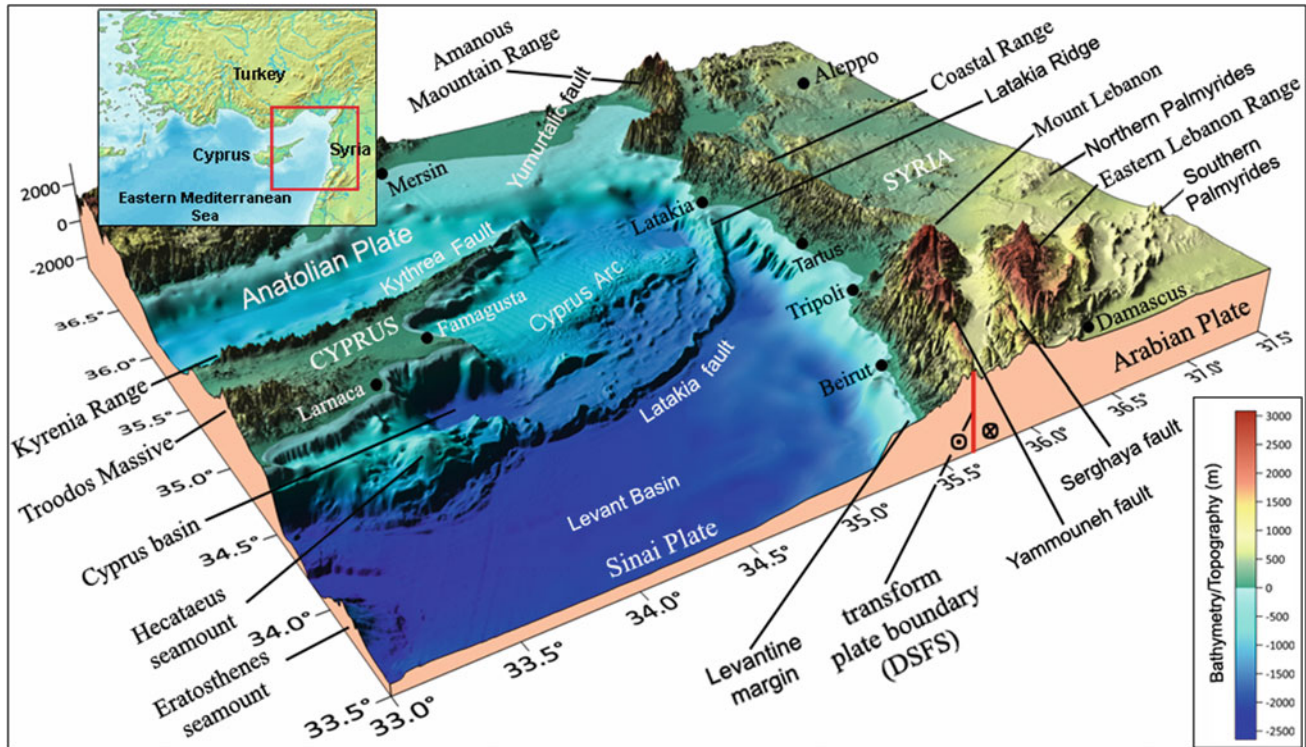 Turkey
Cyprus
Syria
Eastern Mediterranean
Sea
Amanous
Maountain Range
Yumurtalic fault
Aleppo
Coastal Range
Latakia Ridge
Mount Lebanon
Northern Palmyrides
Eastern Lebanon Range
Southern
Palmyrides
2000
0
-2000
Mersin
SYRIA
Anatolian Plate
Kythrea Fault
Latakia
Tartus
Cyprus Arc
Tripoli
Damascus
CYPRUS
Famagusta
Larnaca
Latakia fault
Beirut
Arabian Plate
Levant Basin
Sinai Plate
36.5°
36.0°
35.5°
35.0°
34.5°
34.0°
33.5°
33.0°
33.5°
34.0°
34.5°
35.0°
35.5°
36.0°
36.5°
37.0°
37.5
Kyrenia Range
Troodos Massive
Cyprus basin
Hecataeus
seamount
Eratosthenes
seamount
Levantine
margin
transform
plate boundary
(DSFS)
Yammouneh fault
Serghaya fault
Bathymetry/Topography (m)
3000
2500
2000
1500
1000
500
0
-500
-1000
-1500
-2000
-2500